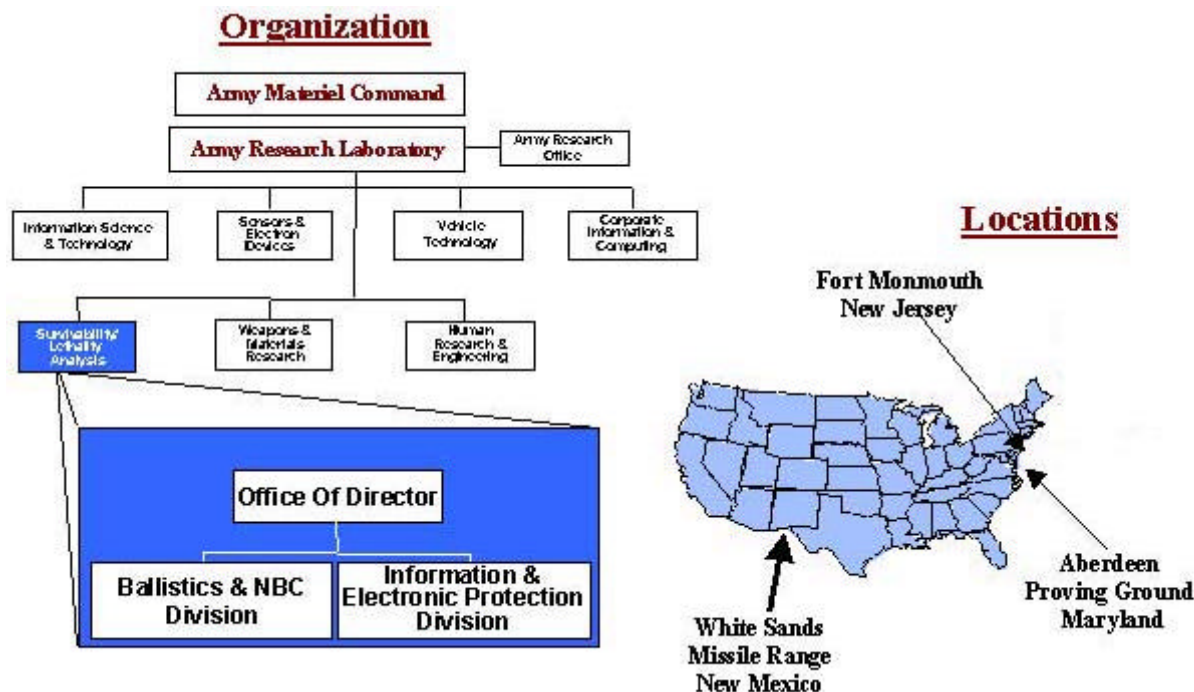 Organization
Army Materiel Command
Army Research Laboratory
Army Research
Office
Information Science
& Technology
Sensors &
Electron
Devices
Vehicle
Technology
Corporate
Information &
Computing
Survivability/
Lethality
Analysis
Weapons &
Materials
Research
Human
Research &
Engineering
Office Of Director
Ballistics & NBC
Division
Information &
Electronic Protection
Division
Locations
Fort Monmouth
New Jersey
Aberdeen
Proving Ground
Maryland
White Sands
Missile Range
New Mexico